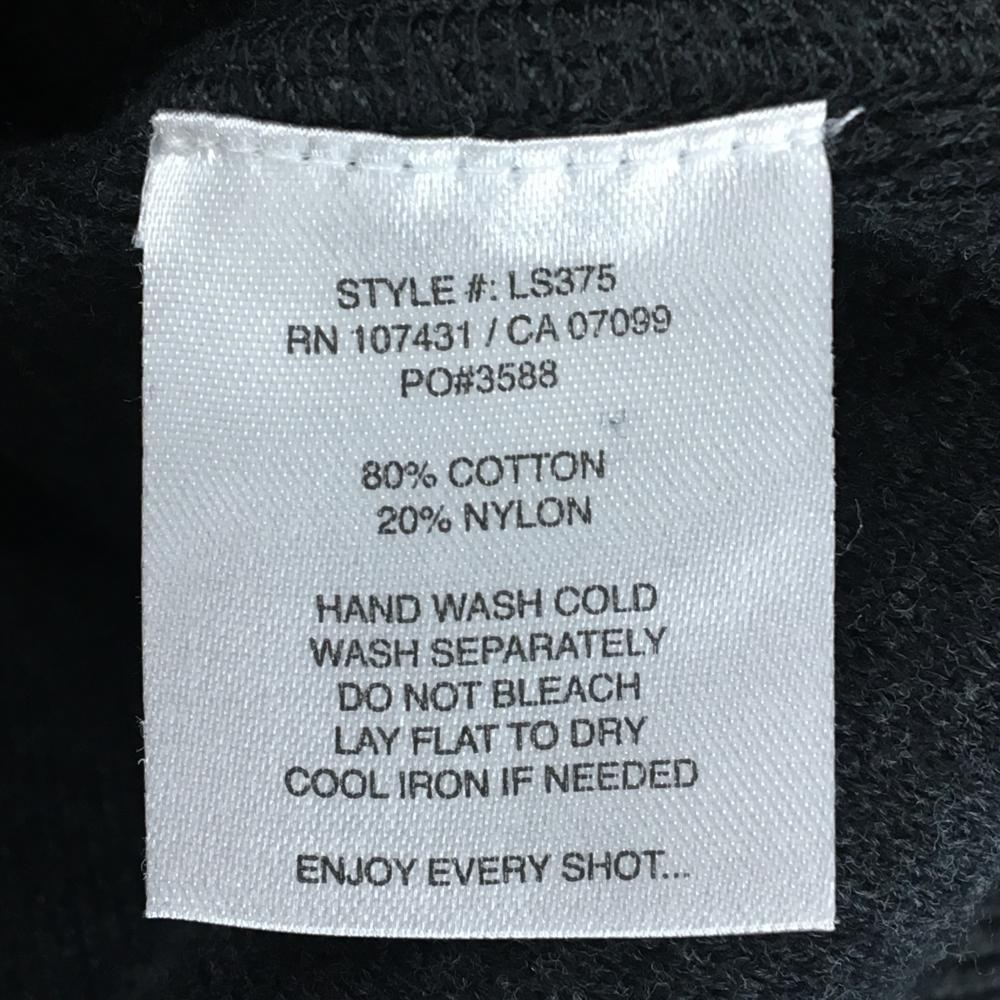 STYLE #: LS375
RN 107431 / CA 07099
PO#3588
80% COTTON
20% NYLON
HAND WASH COLD
WASH SEPARATELY
DO NOT BLEACH
LAY FLAT TO DRY
COOL IRON IF NEEDED
ENJOY EVERY SHOT...